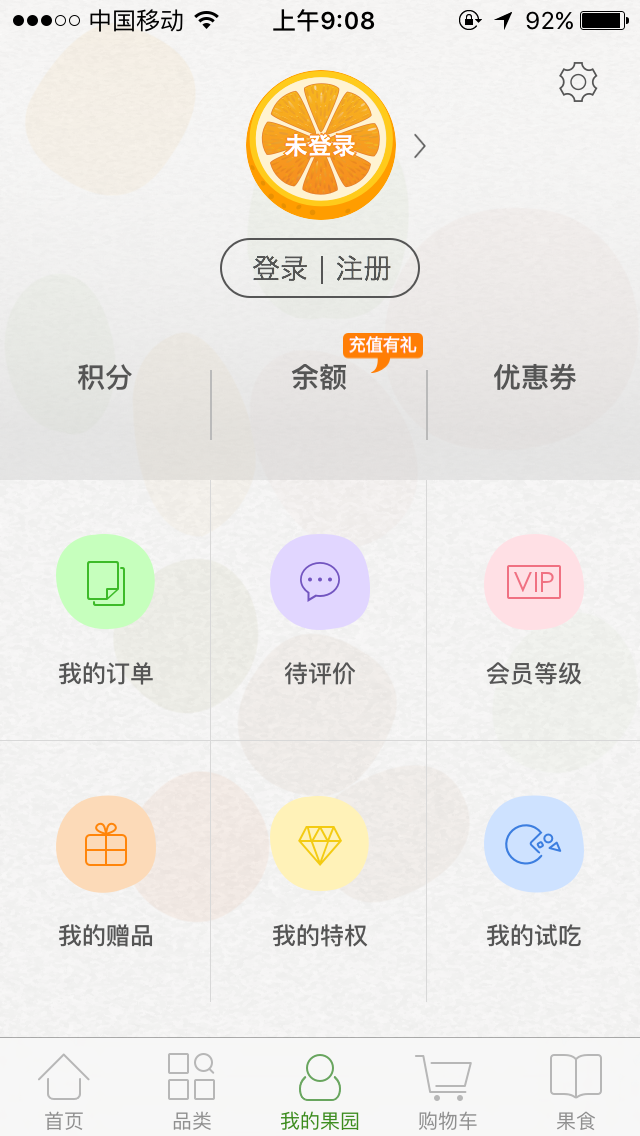 中国移动 上午9:08 92%
未登录
登录 | 注册
充值有礼
积分 余额 优惠券
VIP
我的订单 待评价 会员等级
我的赠品 我的特权 我的试吃
首页 品类 我的果园 购物车 果食